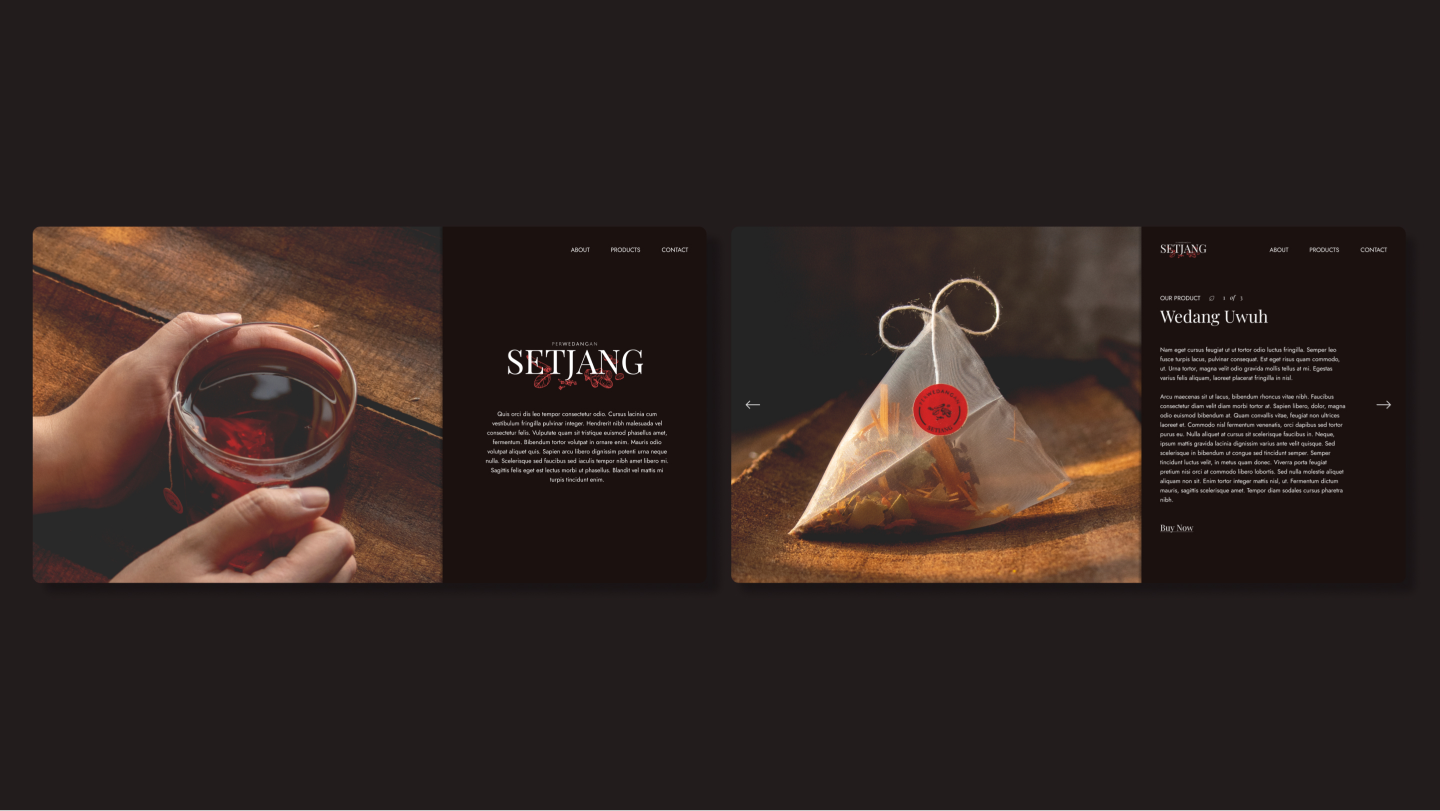 ABOUT PRODUCTS CONTACT
PERWEDANGAN
SETJANG
Quis orci dis leo tempor consectetur odio. Cursus lacinia cum
vestibulum fringilla pulvinar integer. Hendrerit nibh malesuada vel
consectetur felis. Vulputate quam sit tristique euismod phasellus amet,
fermentum. Bibendum tortor volutpat in ornare enim. Mauris odio
volutpat aliquet quis. Sapien arcu libero dignissim potenti urna neque
nulla. Scelerisque sed faucibus sed iaculis tempor nibh amet libero mi.
Sagittis felis eget est lectus morbi ut phasellus. Blandit vel mattis mi
turpis tincidunt enim.
PERWEDANGAN
SETJANG
SETJANG
ABOUT PRODUCTS CONTACT
OUR PRODUCT 1 of 3
Wedang Uwuh
Nam eget cursus feugiat ut ut tortor odio luctus fringilla. Semper leo
fusce turpis lacus, pulvinar consequat. Est eget risus quam commodo,
ut. Urna tortor, magna velit odio gravida mollis tellus at mi. Egestas
varius felis aliquam, laoreet placerat fringilla in nisl.
Arcu maecenas sit ut lacus, bibendum rhoncus vitae nibh. Faucibus
consectetur diam velit diam morbi tortor at. Sapien libero, dolor, magna
odio euismod bibendum at. Quam convallis vitae, feugiat non ultrices
laoreet et. Commodo nisl fermentum venenatis, orci dapibus sed tortor
purus eu. Nulla aliquat at cursus sit scelerisque faucibus in. Neque,
ipsum mattis gravida lacinia dignissim varius ante velit quisque. Sed
scelerisque in bibendum ut congue sed tincidunt semper. Semper
tincidunt luctus velit, in metus quam donec. Viverra porta feugiat
pretium nisi orci at commodo libero lobortis. Sed nulla molestie aliquet
aliquam non sit. Enim tortor integer mattis nisl, ut. Fermentum dictum
mauris, sagittis scelerisque amet. Tempor diam sodales cursus pharetra
nibh.
Buy Now